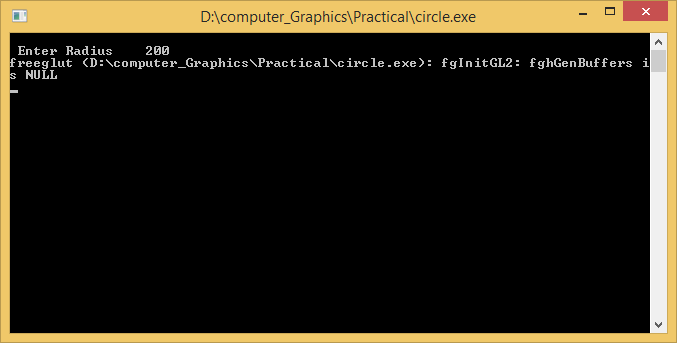 D:\computer_Graphics\Practical\circle.exe
Enter Radius    200
freeglut (D:\computer_Graphics\Practical\circle.exe): fgInitGL2: fghGenBuffers i
s NULL